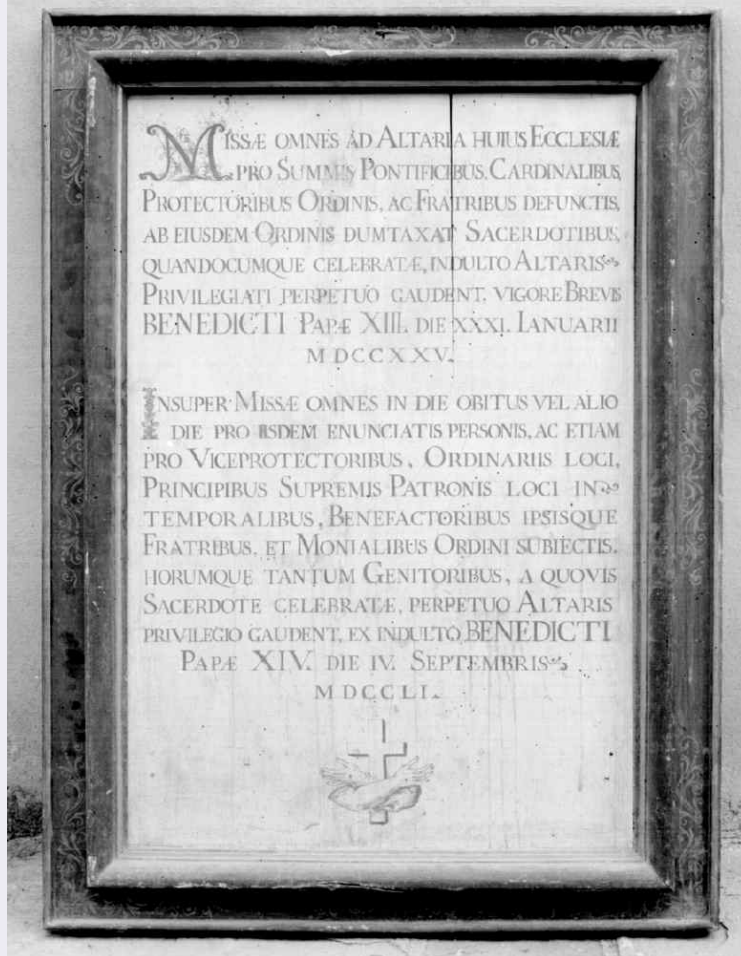 MISSÆ OMNES AD ALTARIA HUIUS ECCLESIÆ
PRO SUMMIS PONTIFICIBUS, CARDINALIBUS,
PROTECTORIBUS ORDINIS, AC FRATRIBUS DEFUNCTIS,
AB EIUSDEM ORDINIS DUMTAXAT SACERDOTIBUS,
QUANDOCUMQUE CELEBRATÆ, INDULTO ALTARIS
PRIVILEGIATI PERPETUO GAUDENT, VIGORE BREVIS
BENEDICTI PAPÆ XIII. DIE XXXI. IANUARII
MDCCXXV.
INSUPER MISSÆ OMNES IN DIE OBITUS VEL ALIO
DIE PRO IISDEM ENUNCIATIS PERSONIS, AC ETIAM
PRO VICEPROTECTORIBUS, ORDINARIIS LOCI,
PRINCIPIBUS SUPREMIS PATRONIS LOCI IN
TEMPORALIBUS, BENEFACTORIBUS IPSISQUE
FRATRIBUS, ET MONIALIBUS ORDINI SUBIECTIS,
HORUMQUE TANTUM GENITORIBUS, A QUOVIS
SACERDOTE CELEBRATÆ, PERPETUO ALTARIS
PRIVILEGIO GAUDENT, EX INDULTO BENEDICTI
PAPÆ XIV. DIE IV. SEPTEMBRIS
MDCCLI.